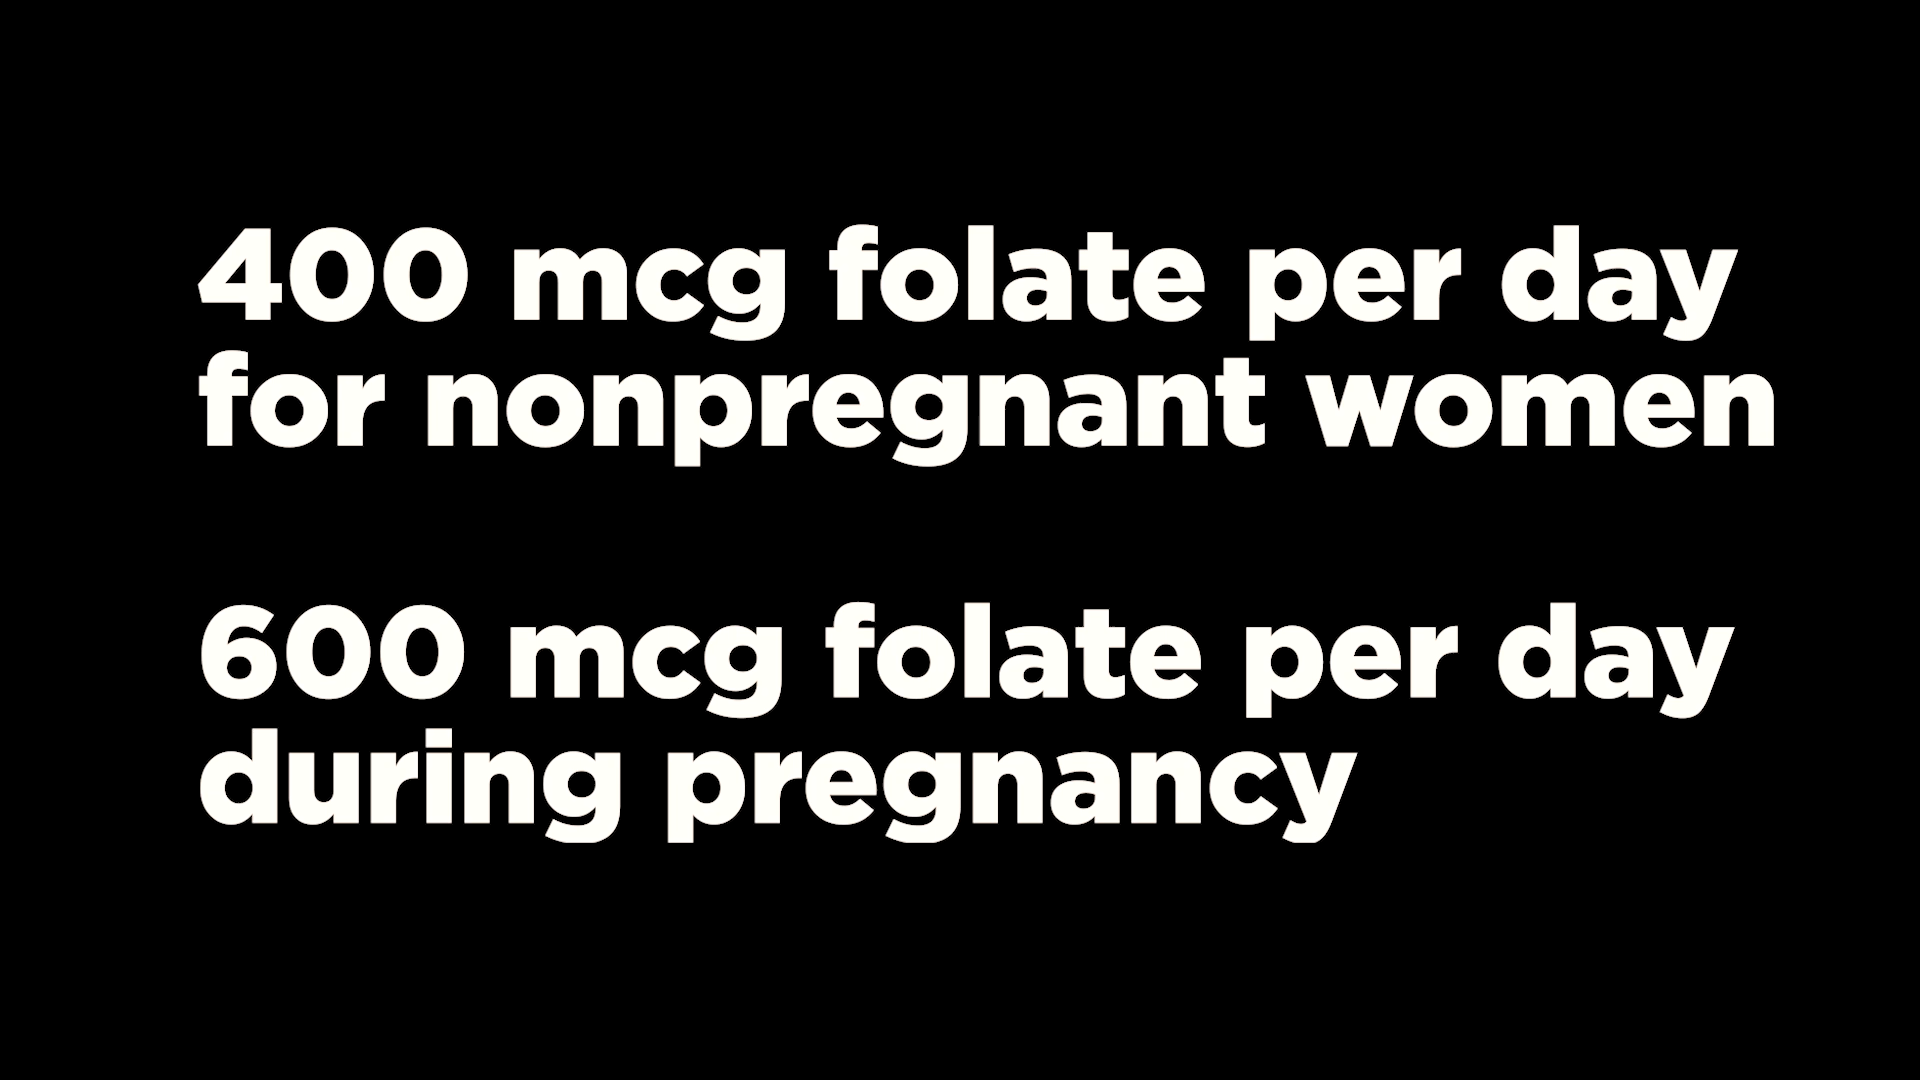 400 mcg folate per day
for nonpregnant women
600 mcg folate per day
during pregnancy